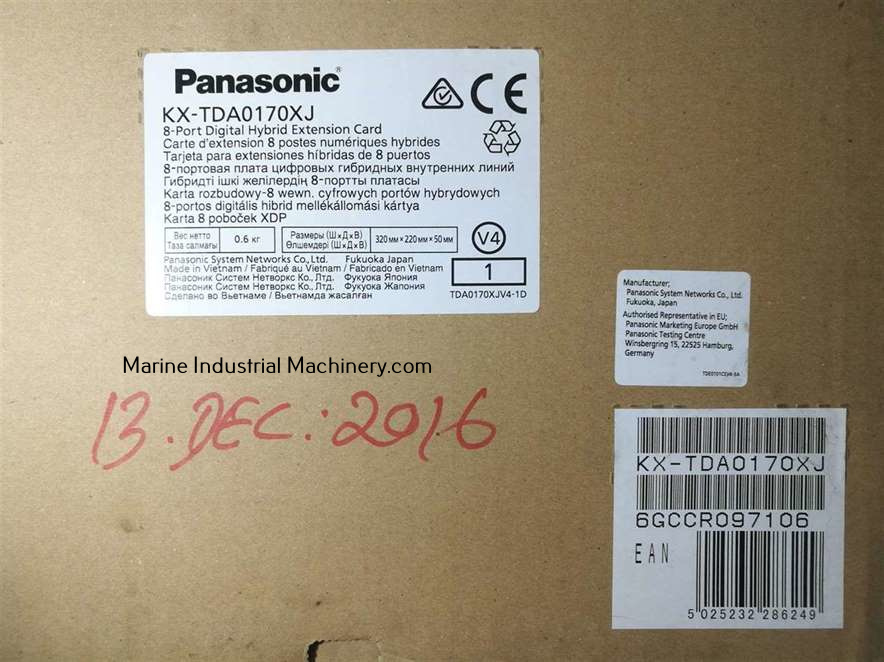 Panasonic®
KX-TDA0170XJ
8-Port Digital Hybrid Extension Card
Carte d'extension 8 postes numériques hybrides
Tarjeta para extensiones híbridas de 8 puertos
8-портовая плата цифровых гибридных внутренних линий
Гибридті ішкі желілердің 8-портты платасы
Karta rozbudowy-8 wewn. cyfrowych portów hybrydowych
8-portos digitális hibrid mellékállomási kártya
Karta 8 poboček XDP
Вес нетто
Таза салмағы
0.6 кг
Размеры (Ш×Д×В)
Өлшемдері (Ш×Д×В)
320 мм × 220 мм × 50 мм
V4
Panasonic System Networks Co., Ltd. Fukuoka Japan
Made in Vietnam / Fabriqué au Vietnam / Fabricado en Vietnam
Панасоник Систем Нетворкс Ко., Лтд. Фукуока Япония
Панасоник Систем Нетворкс Ко., Лтд. Фукуока Жапония
Сделано во Вьетнаме / Вьетнамда жасалған
1
TDA0170XJV4-1D
Manufacturer;
Panasonic System Networks Co., Ltd.
Fukuoka, Japan
Authorised Representative in EU;
Panasonic Marketing Europe GmbH
Panasonic Testing Centre
Winsbergring 15, 22525 Hamburg,
Germany
Marine Industrial Machinery.com
13.DEC:2016
KX-TDA0170XJ
6GCCR097106
EAN
5 025232 286249